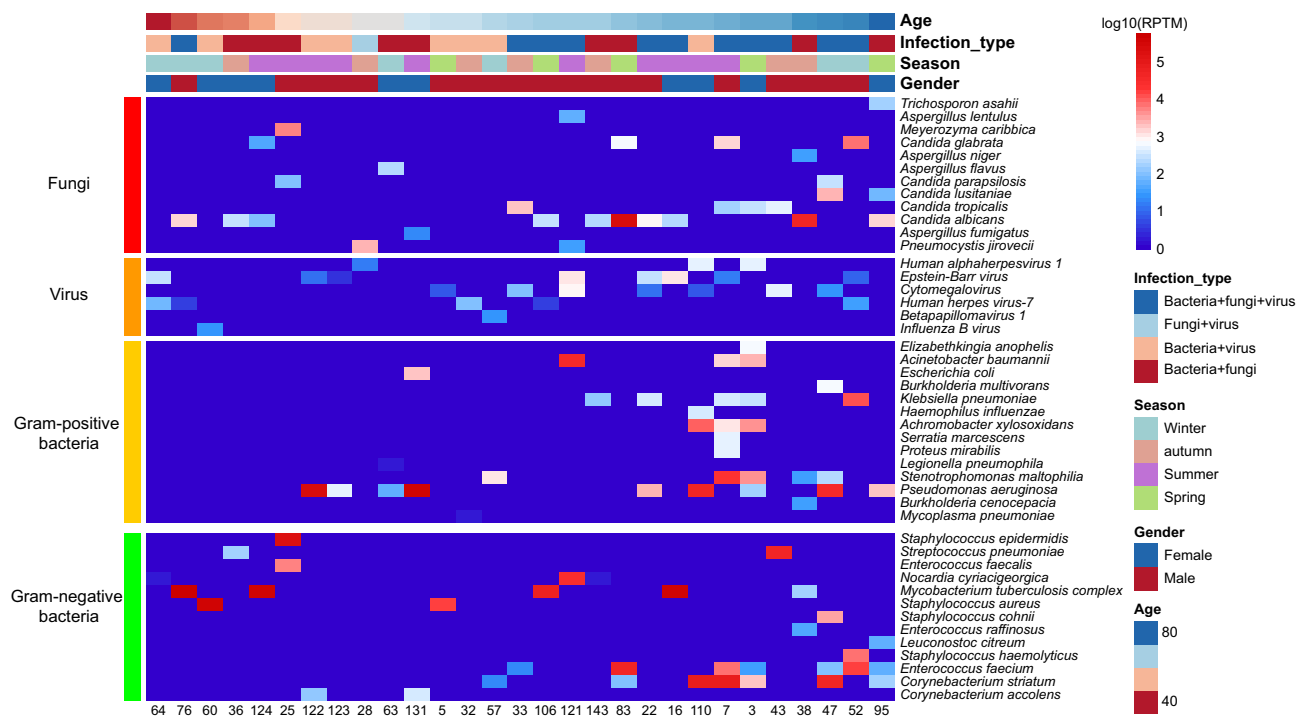 Age
Infection_type
Season
Gender
Fungi
Trichosporon asahii
Aspergillus lentulus
Meyerozyma caribbica
Candida glabrata
Aspergillus niger
Aspergillus flavus
Candida parapsilosis
Candida lusitaniae
Candida tropicalis
Candida albicans
Aspergillus fumigatus
Pneumocystis jirovecii
Virus
Human alphaherpesvirus 1
Epstein-Barr virus
Cytomegalovirus
Human herpes virus-7
Betapapillomavirus 1
Influenza B virus
Gram-positive
bacteria
Elizabethkingia anophelis
Acinetobacter baumannii
Escherichia coli
Burkholderia multivorans
Klebsiella pneumoniae
Haemophilus influenzae
Achromobacter xylosoxidans
Serratia marcescens
Proteus mirabilis
Legionella pneumophila
Stenotrophomonas maltophilia
Pseudomonas aeruginosa
Burkholderia cenocepacia
Mycoplasma pneumoniae
Gram-negative
bacteria
Staphylococcus epidermidis
Streptococcus pneumoniae
Enterococcus faecalis
Nocardia cyriacigeorgica
Mycobacterium tuberculosis complex
Staphylococcus aureus
Staphylococcus cohnii
Enterococcus raffinosus
Leuconostoc citreum
Staphylococcus haemolyticus
Enterococcus faecium
Corynebacterium striatum
Corynebacterium accolens
64 76 60 36 124 25 122 123 28 63 131 5 32 57 33 106 121 143 83 22 16 110 7 3 43 38 47 52 95
log10(RPTM)
5
4
3
2
1
0
Infection_type
Bacteria+fungi+virus
Fungi+virus
Bacteria+virus
Bacteria+fungi
Season
Winter
autumn
Summer
Spring
Gender
Female
Male
Age
80
60
40